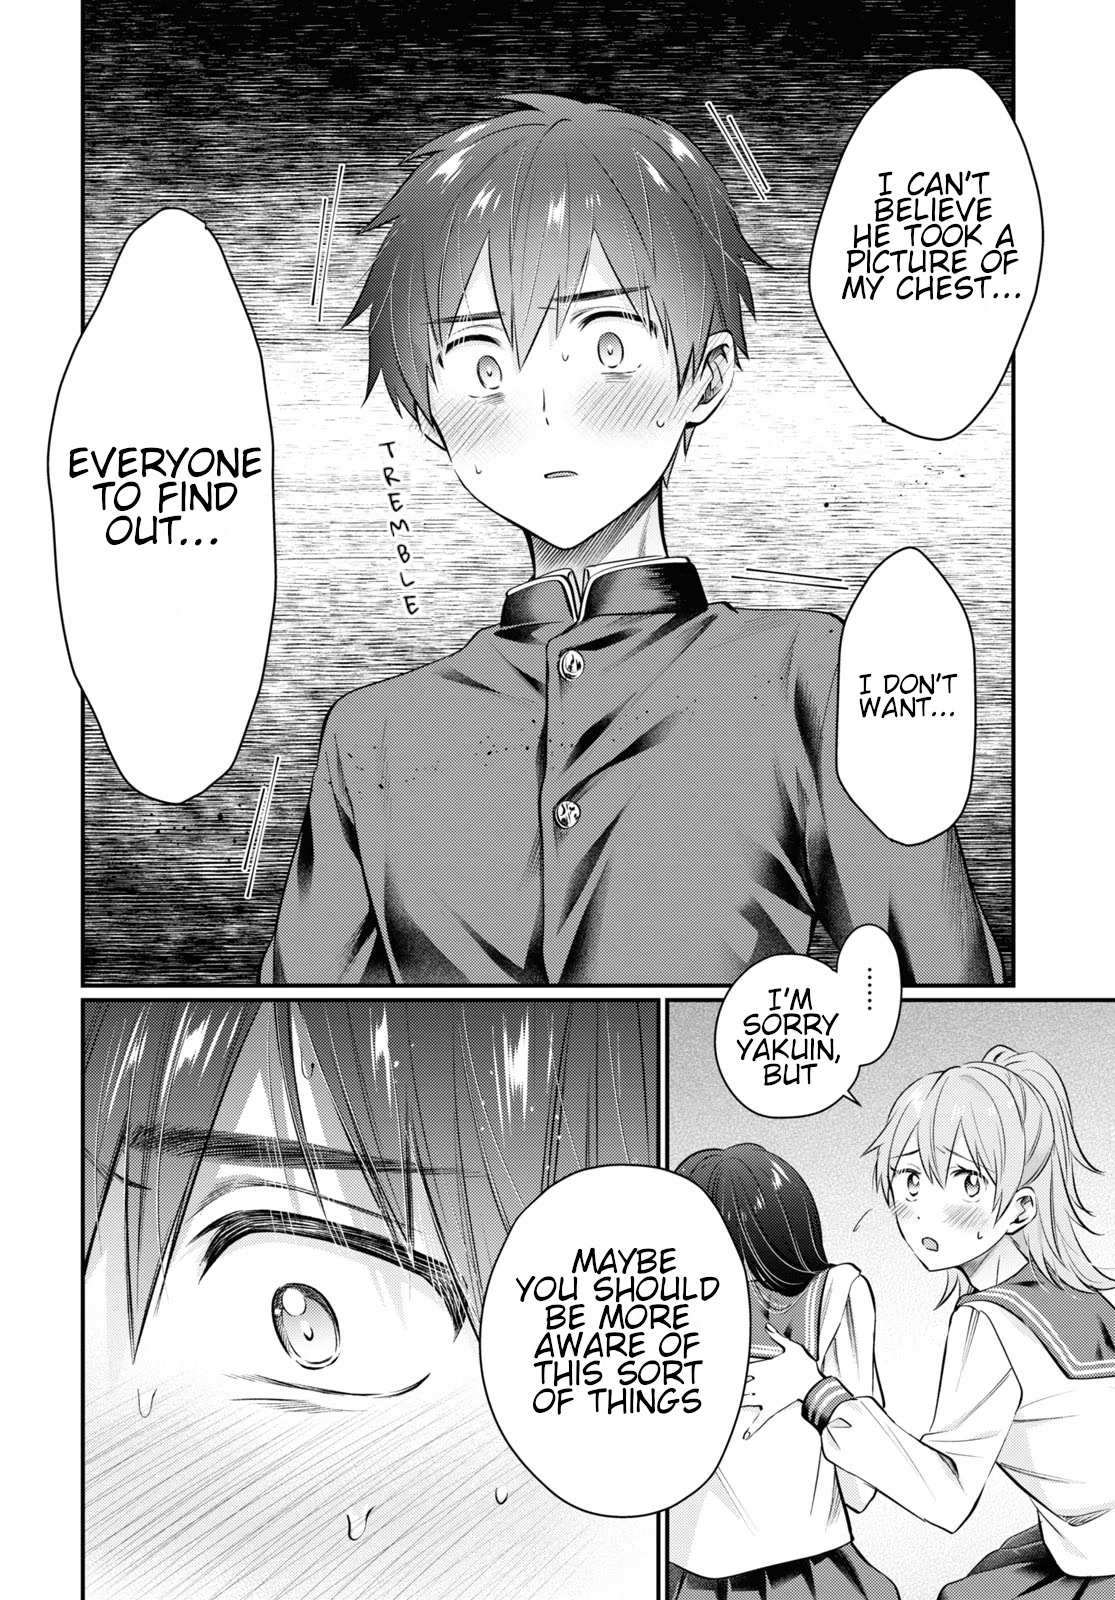 I CAN'T
BELIEVE
HE TOOK A
PICTURE OF
MY CHEST...
I DON'T
WANT...
EVERYONE
TO FIND
OUT...
TREMBLE
......
I'M
SORRY
YAKUIN,
BUT
MAYBE
YOU SHOULD
BE MORE
AWARE OF
THIS SORT
OF THINGS